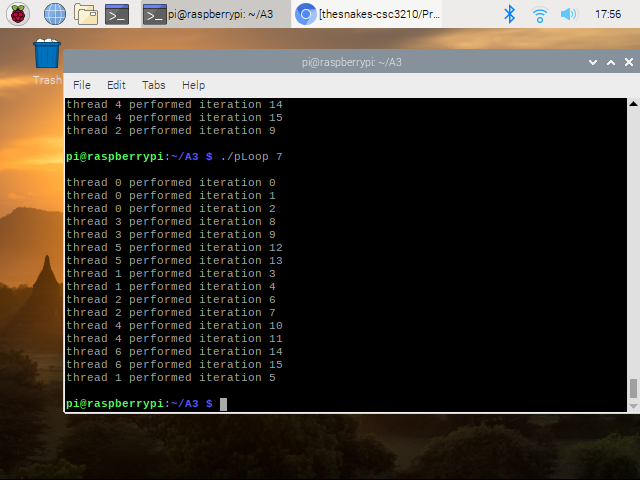 pi@raspberrypi: ~/A3
[thesnakes-csc3210/Pr...
17:56
Trash
pi@raspberrypi: ~/A3
File Edit Tabs Help
thread 4 performed iteration 14
thread 4 performed iteration 15
thread 2 performed iteration 9
pi@raspberrypi:~/A3 $ ./pLoop 7
thread 0 performed iteration 0
thread 0 performed iteration 1
thread 0 performed iteration 2
thread 3 performed iteration 8
thread 3 performed iteration 9
thread 5 performed iteration 12
thread 5 performed iteration 13
thread 1 performed iteration 3
thread 1 performed iteration 4
thread 2 performed iteration 6
thread 2 performed iteration 7
thread 4 performed iteration 10
thread 4 performed iteration 11
thread 6 performed iteration 14
thread 6 performed iteration 15
thread 1 performed iteration 5
pi@raspberrypi:~/A3 $